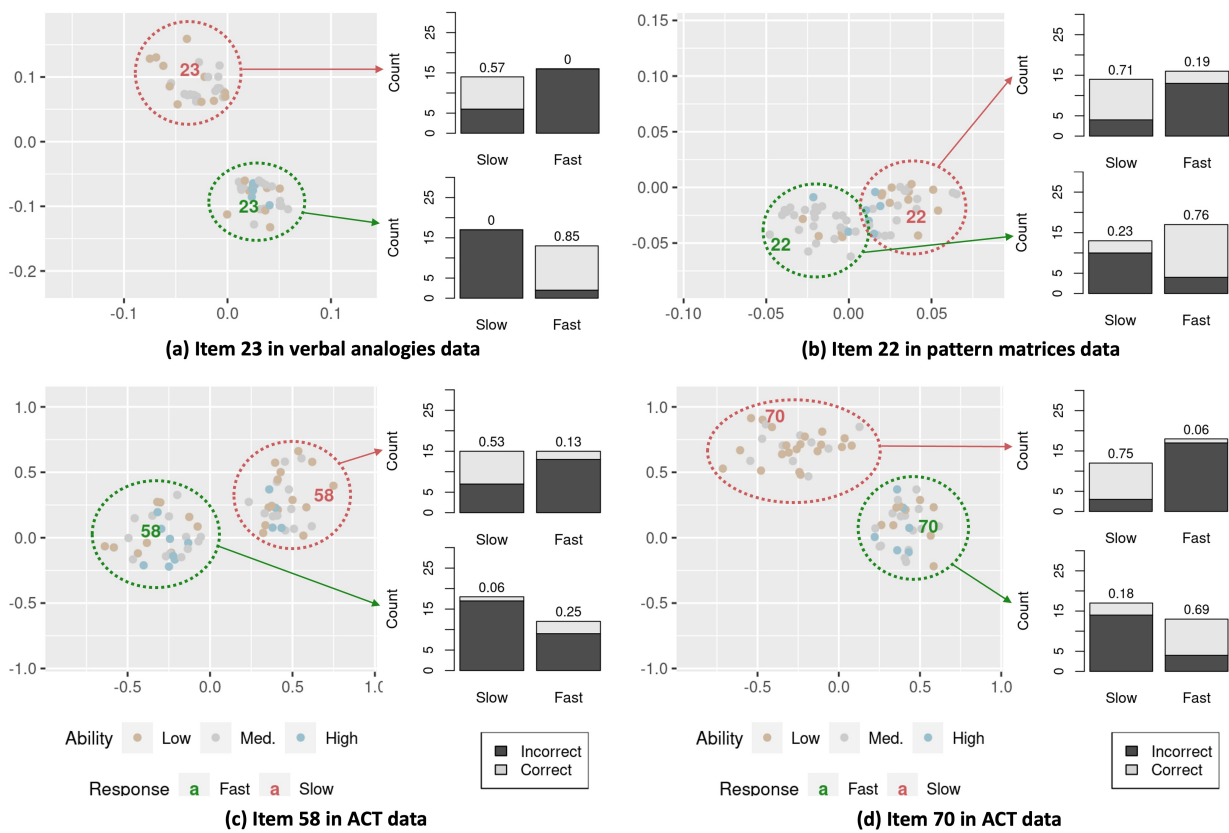 0.1
0.0
-0.1
-0.2
-0.1 0.0 0.1
23
23
Count
0 5 15 25
0.57 0
Slow Fast
Count
0 5 15 25
0 0.85
Slow Fast
(a) Item 23 in verbal analogies data
0.15
0.10
0.05
0.00
-0.05
-0.10 -0.05 0.00 0.05
22
22
Count
0 5 15 25
0.71 0.19
Slow Fast
Count
0 5 15 25
0.23 0.76
Slow Fast
(b) Item 22 in pattern matrices data
1.0
0.5
0.0
-0.5
-1.0
-0.5 0.0 0.5 1.0
58
58
Count
0 5 15 25
0.53 0.13
Count
0 5 15 25
0.06 0.25
Slow Fast
Ability Low Med. High
Response a Fast a Slow
Incorrect
Correct
(c) Item 58 in ACT data
1.0
0.5
0.0
-0.5
-1.0
-0.5 0.0 0.5 1.0
70
70
Count
0 5 15 25
0.75 0.06
Count
0 5 15 25
0.18 0.69
Slow Fast
Ability Low Med. High
Response a Fast a Slow
Incorrect
Correct
(d) Item 70 in ACT data